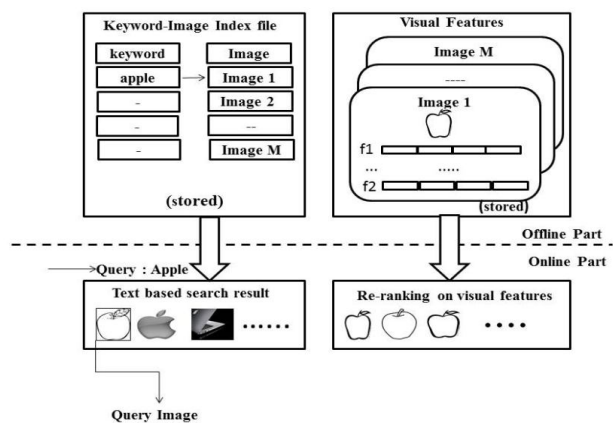 Keyword-Image Index file
keyword
Image
apple
Image 1
-
Image 2
-
--
-
Image M
(stored)
Visual Features
Image M
----
Image 1
f1
... .....
f2
(stored)
Offline Part
Online Part
Query : Apple
Text based search result
......
Re-ranking on visual features
....
Query Image